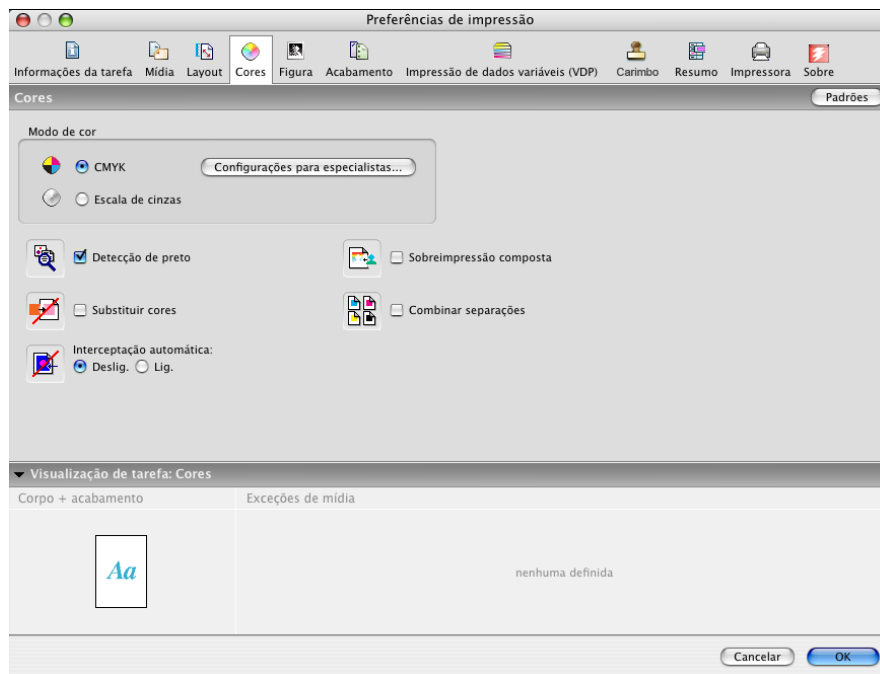 Preferências de impressão
Informações da tarefa Mídia Layout Cores Figura Acabamento Impressão de dados variáveis (VDP) Carimbo Resumo Impressora Sobre
Cores Padrões
Modo de cor
CMYK Configurações para especialistas...
Escala de cinzas
Detecção de preto Sobreimpressão composta
Substituir cores Combinar separações
Interceptação automática:
Deslig. Lig.
Visualização de tarefa: Cores
Corpo + acabamento Exceções de mídia
Aa
nenhuma definida
Cancelar OK